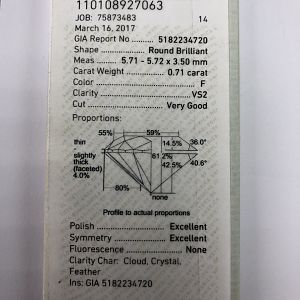 110108927063
JOB: 75873483 14
March 16, 2017
GIA Report No 5182234720
Shape Round Brilliant
Meas 5.71 - 5.72 x 3.50 mm
Carat Weight 0.71 carat
Color F
Clarity VS2
Cut Very Good
Proportions:
55% 59%
thin 14.5% 36.0°
slightly 61.2%
thick 42.5% 40.6°
(faceted)
4.0%
80%
none
Profile to actual proportions
Polish Excellent
Symmetry Excellent
Fluorescence None
Clarity Char: Cloud, Crystal,
Feather
Ins: GIA 5182234720